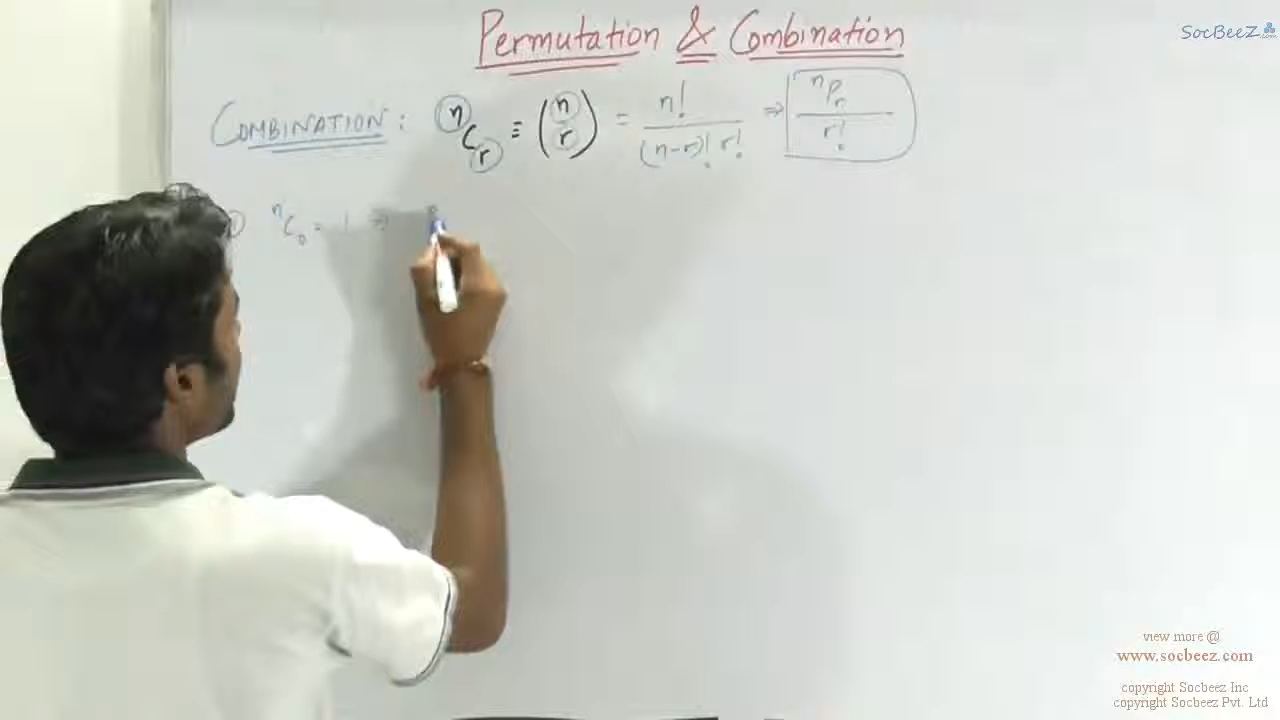 Permutation & Combination
SocBeeZ.com
COMBINATION : ⁿCᵣ ≡ (n r) = n! / (n-r)! r! ⇒ ⁿPᵣ / r!
ⁿC₀ = 1 ⇒
view more @
www.socbeez.com
copyright Socbeez Inc
copyright Socbeez Pvt. Ltd